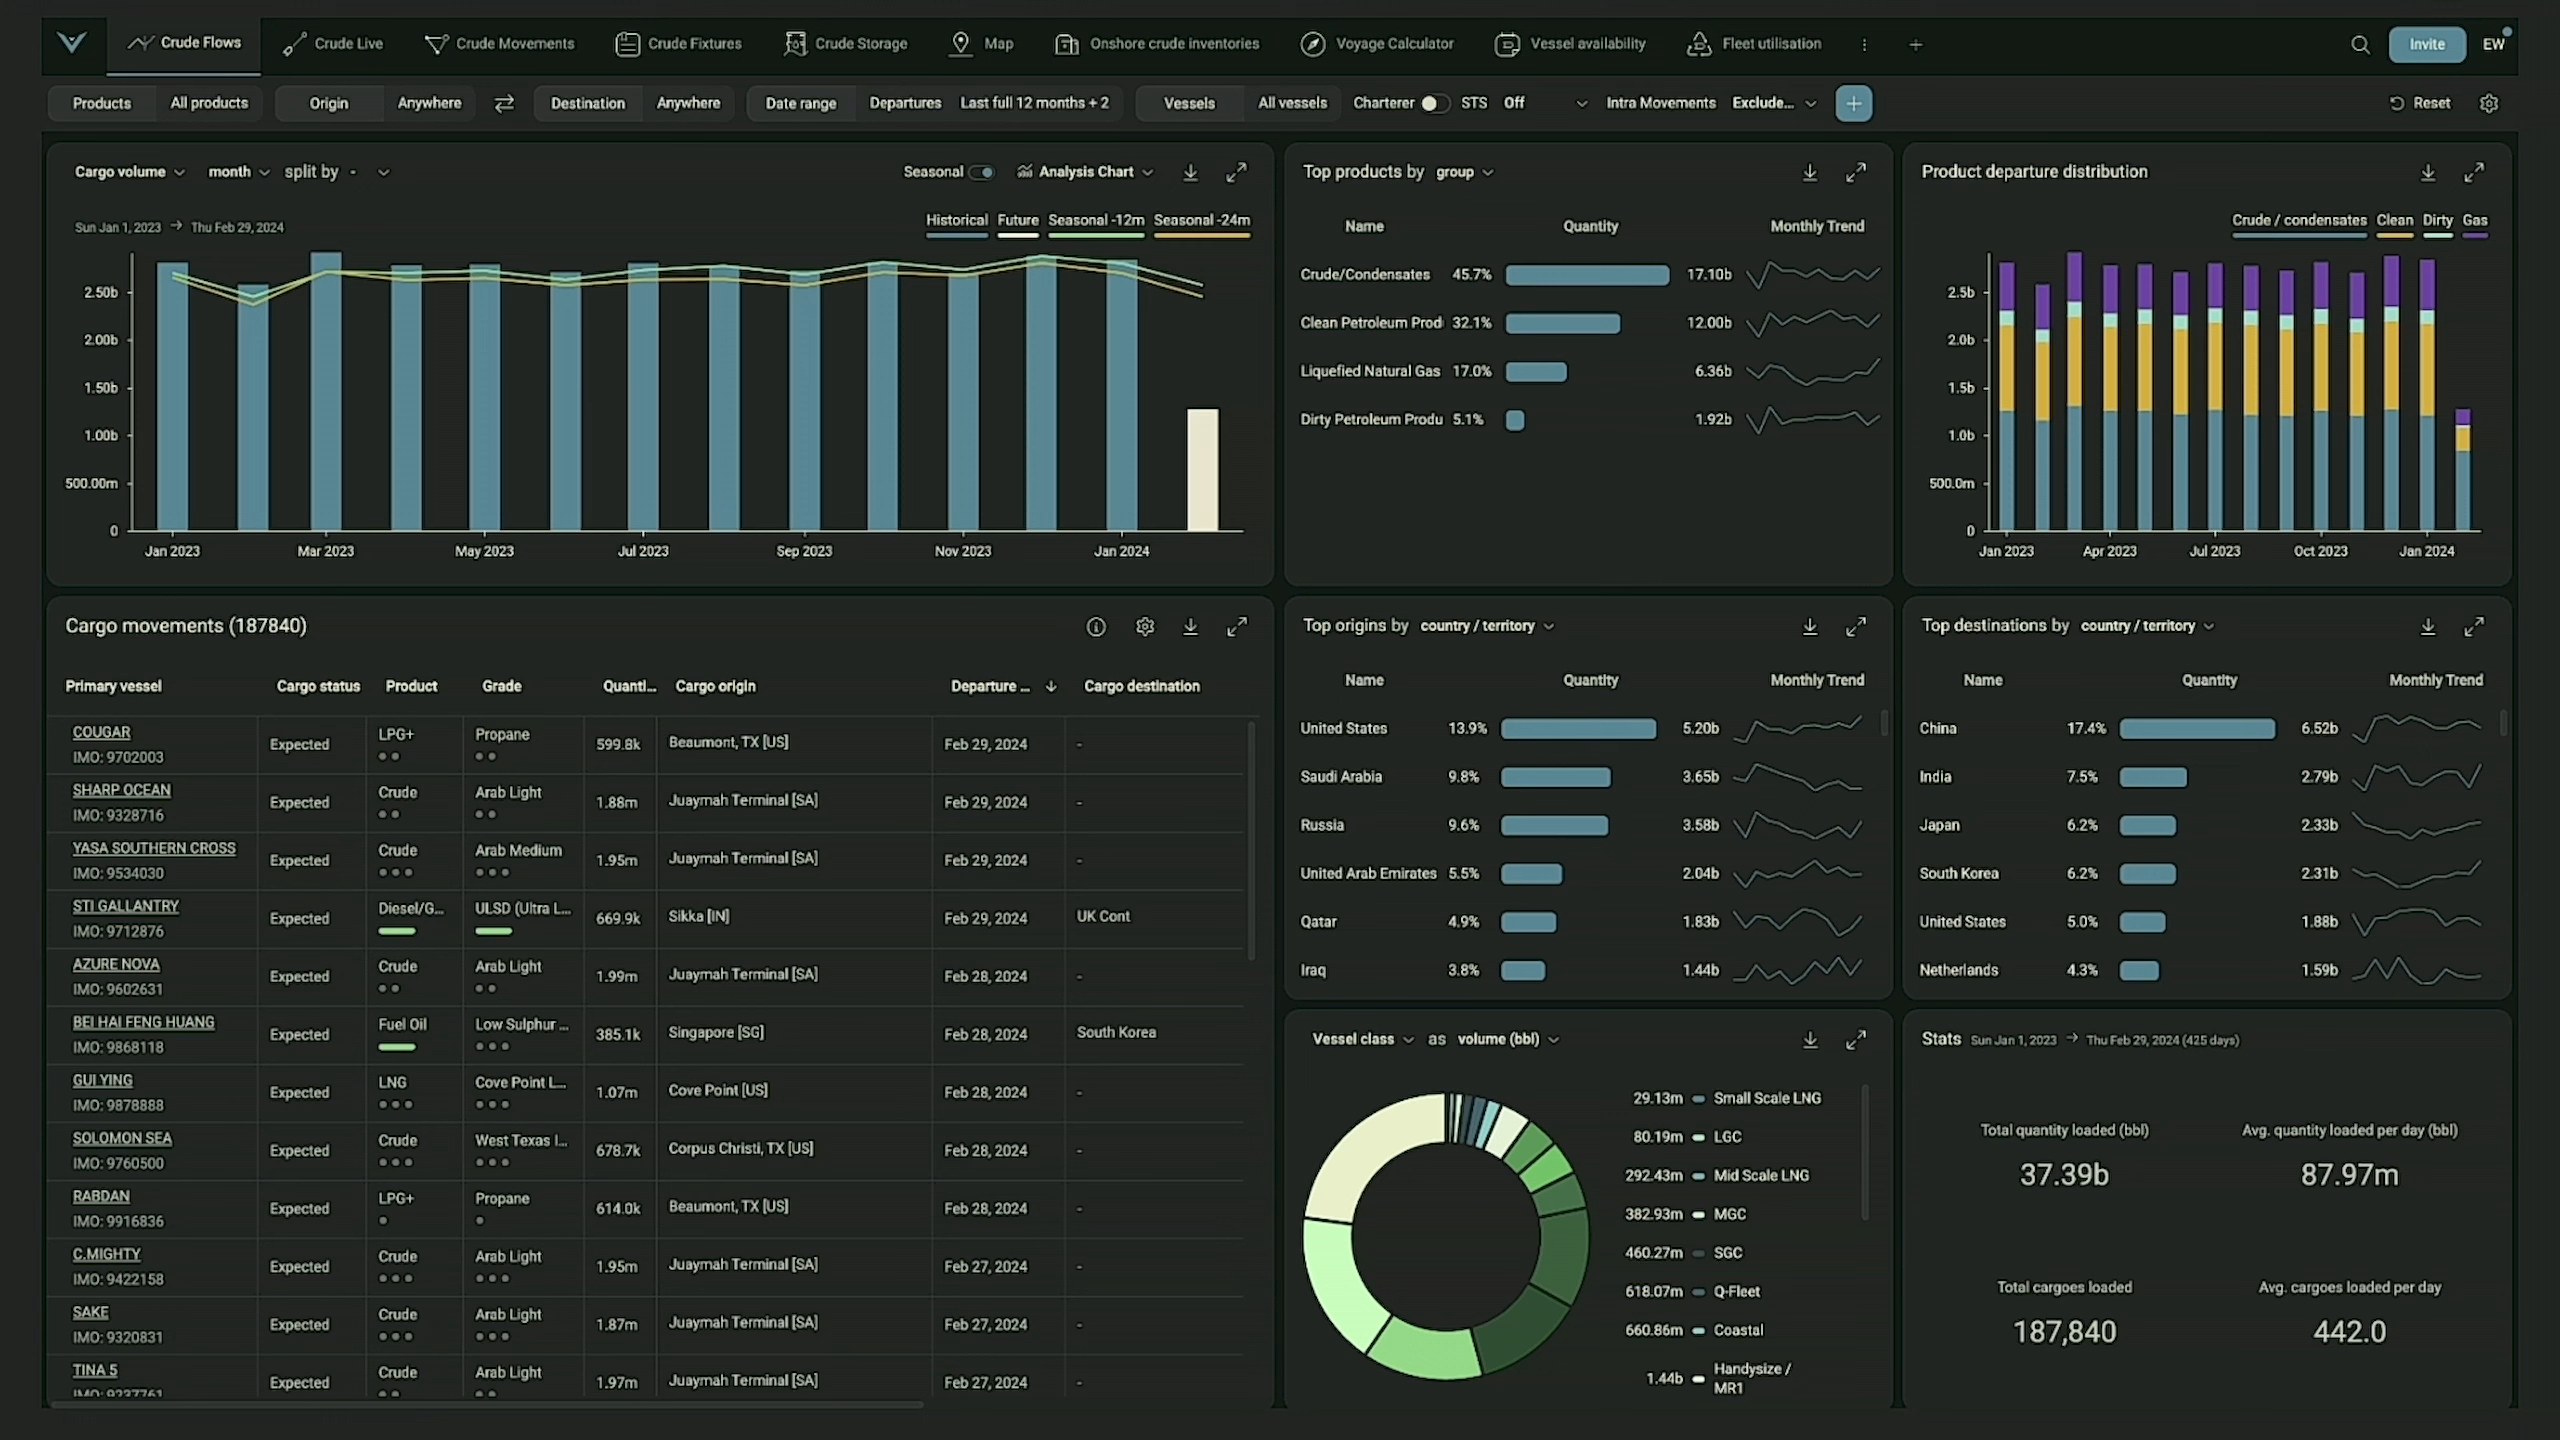 Crude Flows
Crude Live
Crude Movements
Crude Fixtures
Crude Storage
Map
Onshore crude inventories
Voyage Calculator
Vessel availability
Fleet utilisation
Invite
EW
Products All products Origin Anywhere Destination Anywhere Date range Departures Last full 12 months + 2 Vessels All vessels Charterer STS Off Intra Movements Exclude... Reset
Cargo volume month split by - Seasonal Analysis Chart
Sun Jan 1, 2023 → Thu Feb 29, 2024
Historical Future Seasonal -12m Seasonal -24m
2.50b
2.00b
1.50b
1.00b
500.00m
0
Jan 2023 Mar 2023 May 2023 Jul 2023 Sep 2023 Nov 2023 Jan 2024
Top products by group
Name Quantity Monthly Trend
Crude/Condensates 45.7% 17.10b
Clean Petroleum Prod 32.1% 12.00b
Liquefied Natural Gas 17.0% 6.36b
Dirty Petroleum Produ 5.1% 1.92b
Product departure distribution
Crude / condensates Clean Dirty Gas
2.5b
2.0b
1.5b
1.0b
500.0m
0
Jan 2023 Apr 2023 Jul 2023 Oct 2023 Jan 2024
Cargo movements (187840)
Primary vessel Cargo status Product Grade Quanti... Cargo origin Departure ... Cargo destination
COUGAR
IMO: 9702003
Expected LPG+ Propane 599.8k Beaumont, TX [US] Feb 29, 2024 -
SHARP OCEAN
IMO: 9328716
Expected Crude Arab Light 1.88m Juaymah Terminal [SA] Feb 29, 2024 -
YASA SOUTHERN CROSS
IMO: 9534030
Expected Crude Arab Medium 1.95m Juaymah Terminal [SA] Feb 29, 2024 -
STI GALLANTRY
IMO: 9712876
Expected Diesel/G... ULSD (Ultra L... 669.9k Sikka [IN] Feb 29, 2024 UK Cont
AZURE NOVA
IMO: 9602631
Expected Crude Arab Light 1.99m Juaymah Terminal [SA] Feb 28, 2024 -
BEI HAI FENG HUANG
IMO: 9868118
Expected Fuel Oil Low Sulphur ... 385.1k Singapore [SG] Feb 28, 2024 South Korea
GUI YING
IMO: 9878888
Expected LNG Cove Point L... 1.07m Cove Point [US] Feb 28, 2024 -
SOLOMON SEA
IMO: 9760500
Expected Crude West Texas I... 678.7k Corpus Christi, TX [US] Feb 28, 2024 -
RABDAN
IMO: 9916836
Expected LPG+ Propane 614.0k Beaumont, TX [US] Feb 28, 2024 -
C.MIGHTY
IMO: 9422158
Expected Crude Arab Light 1.95m Juaymah Terminal [SA] Feb 27, 2024 -
SAKE
IMO: 9320831
Expected Crude Arab Light 1.87m Juaymah Terminal [SA] Feb 27, 2024 -
TINA 5
IMO: 9237761
Expected Crude Arab Light 1.97m Juaymah Terminal [SA] Feb 27, 2024 -
Top origins by country / territory
Name Quantity Monthly Trend
United States 13.9% 5.20b
Saudi Arabia 9.8% 3.65b
Russia 9.6% 3.58b
United Arab Emirates 5.5% 2.04b
Qatar 4.9% 1.83b
Iraq 3.8% 1.44b
Top destinations by country / territory
Name Quantity Monthly Trend
China 17.4% 6.52b
India 7.5% 2.79b
Japan 6.2% 2.33b
South Korea 6.2% 2.31b
United States 5.0% 1.88b
Netherlands 4.3% 1.59b
Vessel class as volume (bbl)
29.13m Small Scale LNG
80.19m LGC
292.43m Mid Scale LNG
382.93m MGC
460.27m SGC
618.07m Q-Fleet
660.86m Coastal
1.44b Handysize /
MR1
Stats Sun Jan 1, 2023 → Thu Feb 29, 2024 (425 days)
Total quantity loaded (bbl) Avg. quantity loaded per day (bbl)
37.39b 87.97m
Total cargoes loaded Avg. cargoes loaded per day
187,840 442.0